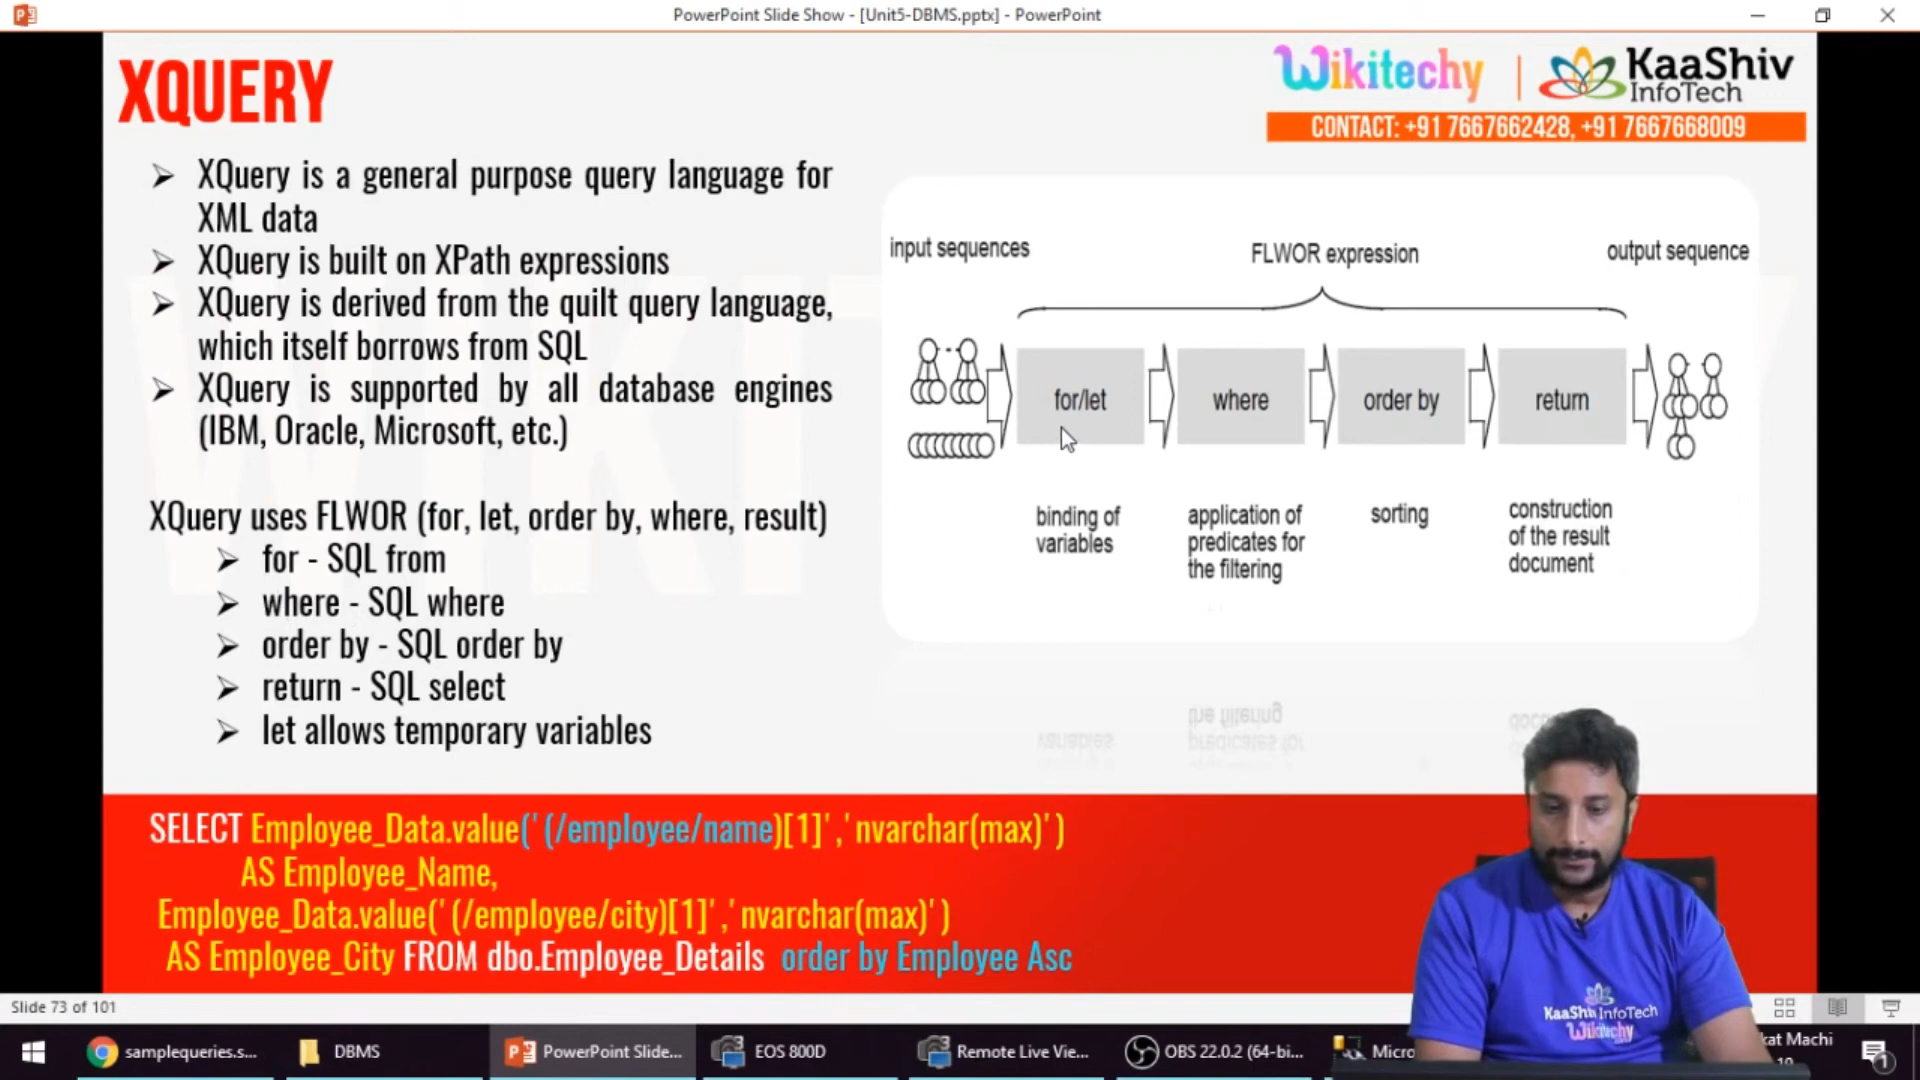 PowerPoint Slide Show - [Unit5-DBMS.pptx] - PowerPoint
XQUERY
Wikitechy | KaaShiv
InfoTech
CONTACT: +91 7667662428, +91 7667668009
XQuery is a general purpose query language for
XML data
XQuery is built on XPath expressions
XQuery is derived from the quilt query language,
which itself borrows from SQL
XQuery is supported by all database engines
(IBM, Oracle, Microsoft, etc.)
XQuery uses FLWOR (for, let, order by, where, result)
for - SQL from
where - SQL where
order by - SQL order by
return - SQL select
let allows temporary variables
input sequences
FLWOR expression
output sequence
for/let
where
order by
return
binding of
variables
application of
predicates for
the filtering
sorting
construction
of the result
document
SELECT Employee_Data.value('(/employee/name)[1]','nvarchar(max)')
AS Employee_Name,
Employee_Data.value('(/employee/city)[1]','nvarchar(max)')
AS Employee_City FROM dbo.Employee_Details order by Employee Asc
KaaShiv InfoTech
Wikitechy
Slide 73 of 101
samplequeries.s...
DBMS
PowerPoint Slide...
EOS 800D
Remote Live Vie...
OBS 22.0.2 (64-bi...
Micro
kat Machi
1